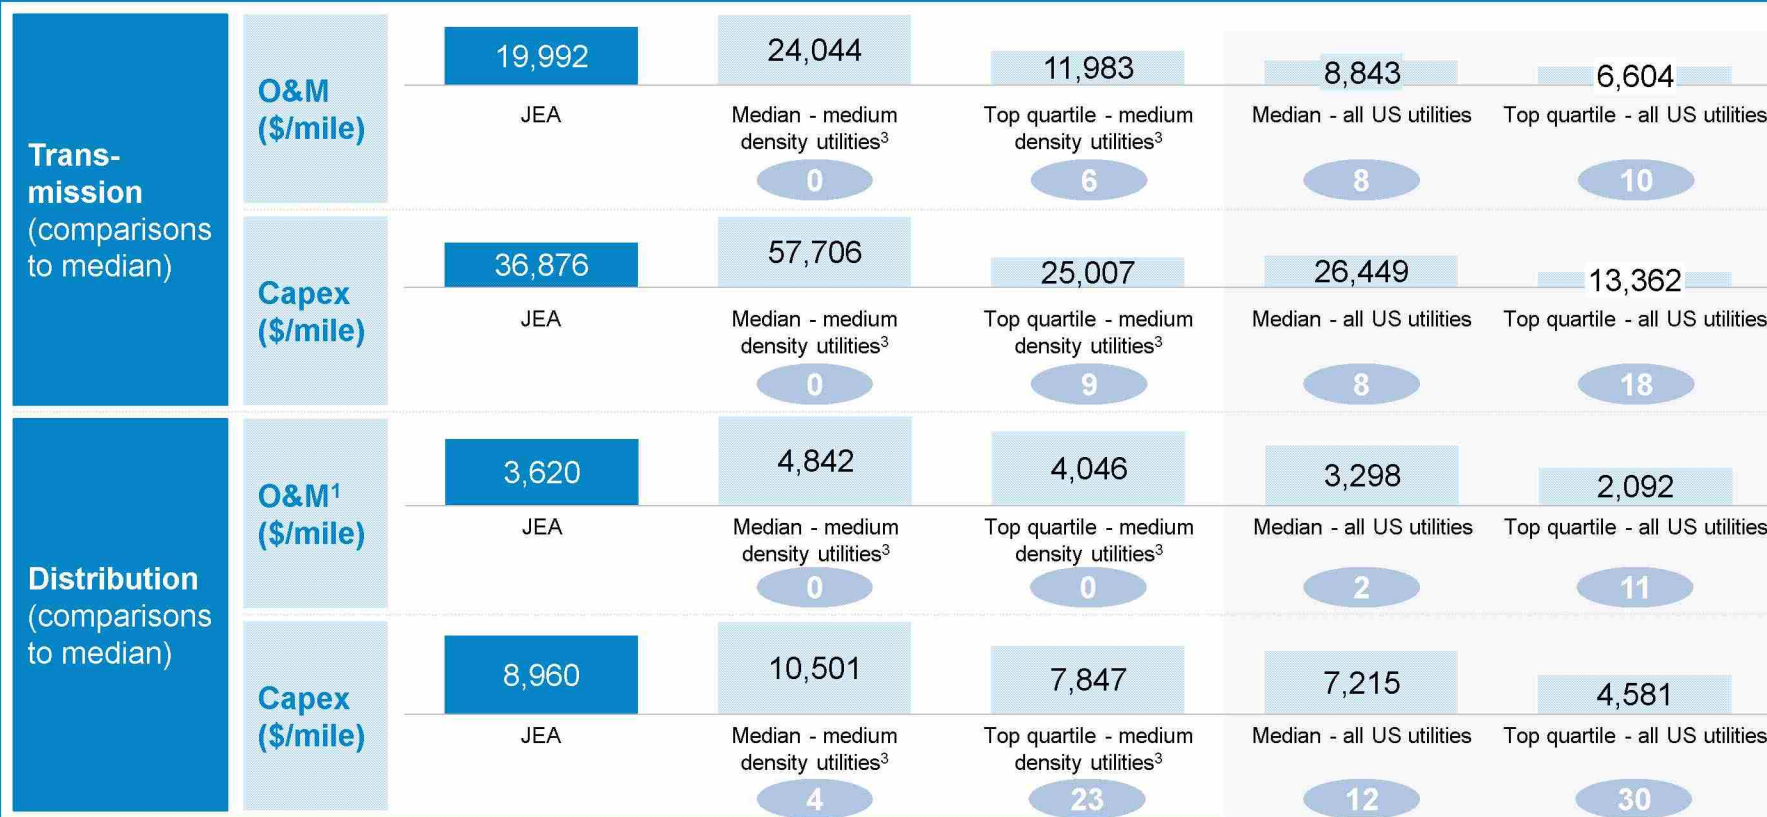 Trans-
mission
(comparisons
to median)
O&M
($/mile)
19,992
24,044
11,983
8,843
6,604
JEA
Median - medium
density utilities³
Top quartile - medium
density utilities³
Median - all US utilities
Top quartile - all US utilities
0
6
8
10
Capex
($/mile)
36,876
57,706
25,007
26,449
13,362
JEA
Median - medium
density utilities³
Top quartile - medium
density utilities³
Median - all US utilities
Top quartile - all US utilities
0
9
8
18
Distribution
(comparisons
to median)
O&M¹
($/mile)
3,620
4,842
4,046
3,298
2,092
JEA
Median - medium
density utilities³
Top quartile - medium
density utilities³
Median - all US utilities
Top quartile - all US utilities
0
0
2
11
Capex
($/mile)
8,960
10,501
7,847
7,215
4,581
JEA
Median - medium
density utilities³
Top quartile - medium
density utilities³
Median - all US utilities
Top quartile - all US utilities
4
23
12
30